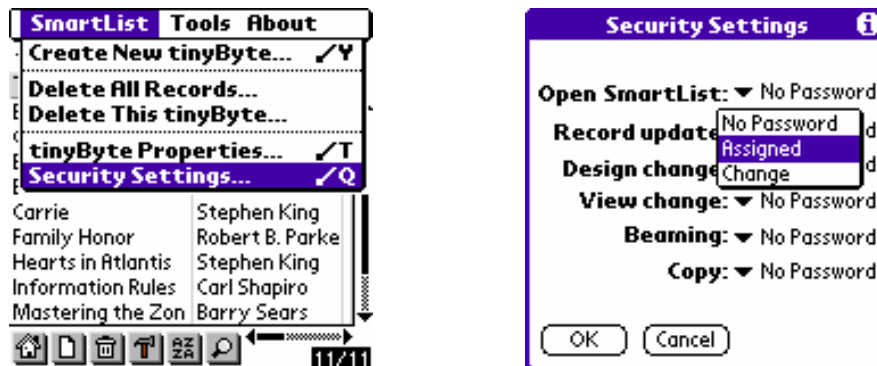 SmartList Tools About
Create New tinyByte... ✓Y
Delete All Records...
Delete This tinyByte...
tinyByte Properties... ✓T
Security Settings... ✓Q
Carrie Stephen King
Family Honor Robert B. Parke
Hearts in Atlantis Stephen King
Information Rules Carl Shapiro
Mastering the Zon Barry Sears
AZ
ZA
11/11
Security Settings i
Open SmartList: No Password
Record update
No Password
Assigned
Change
Design change
View change: No Password
Beaming: No Password
Copy: No Password
OK Cancel